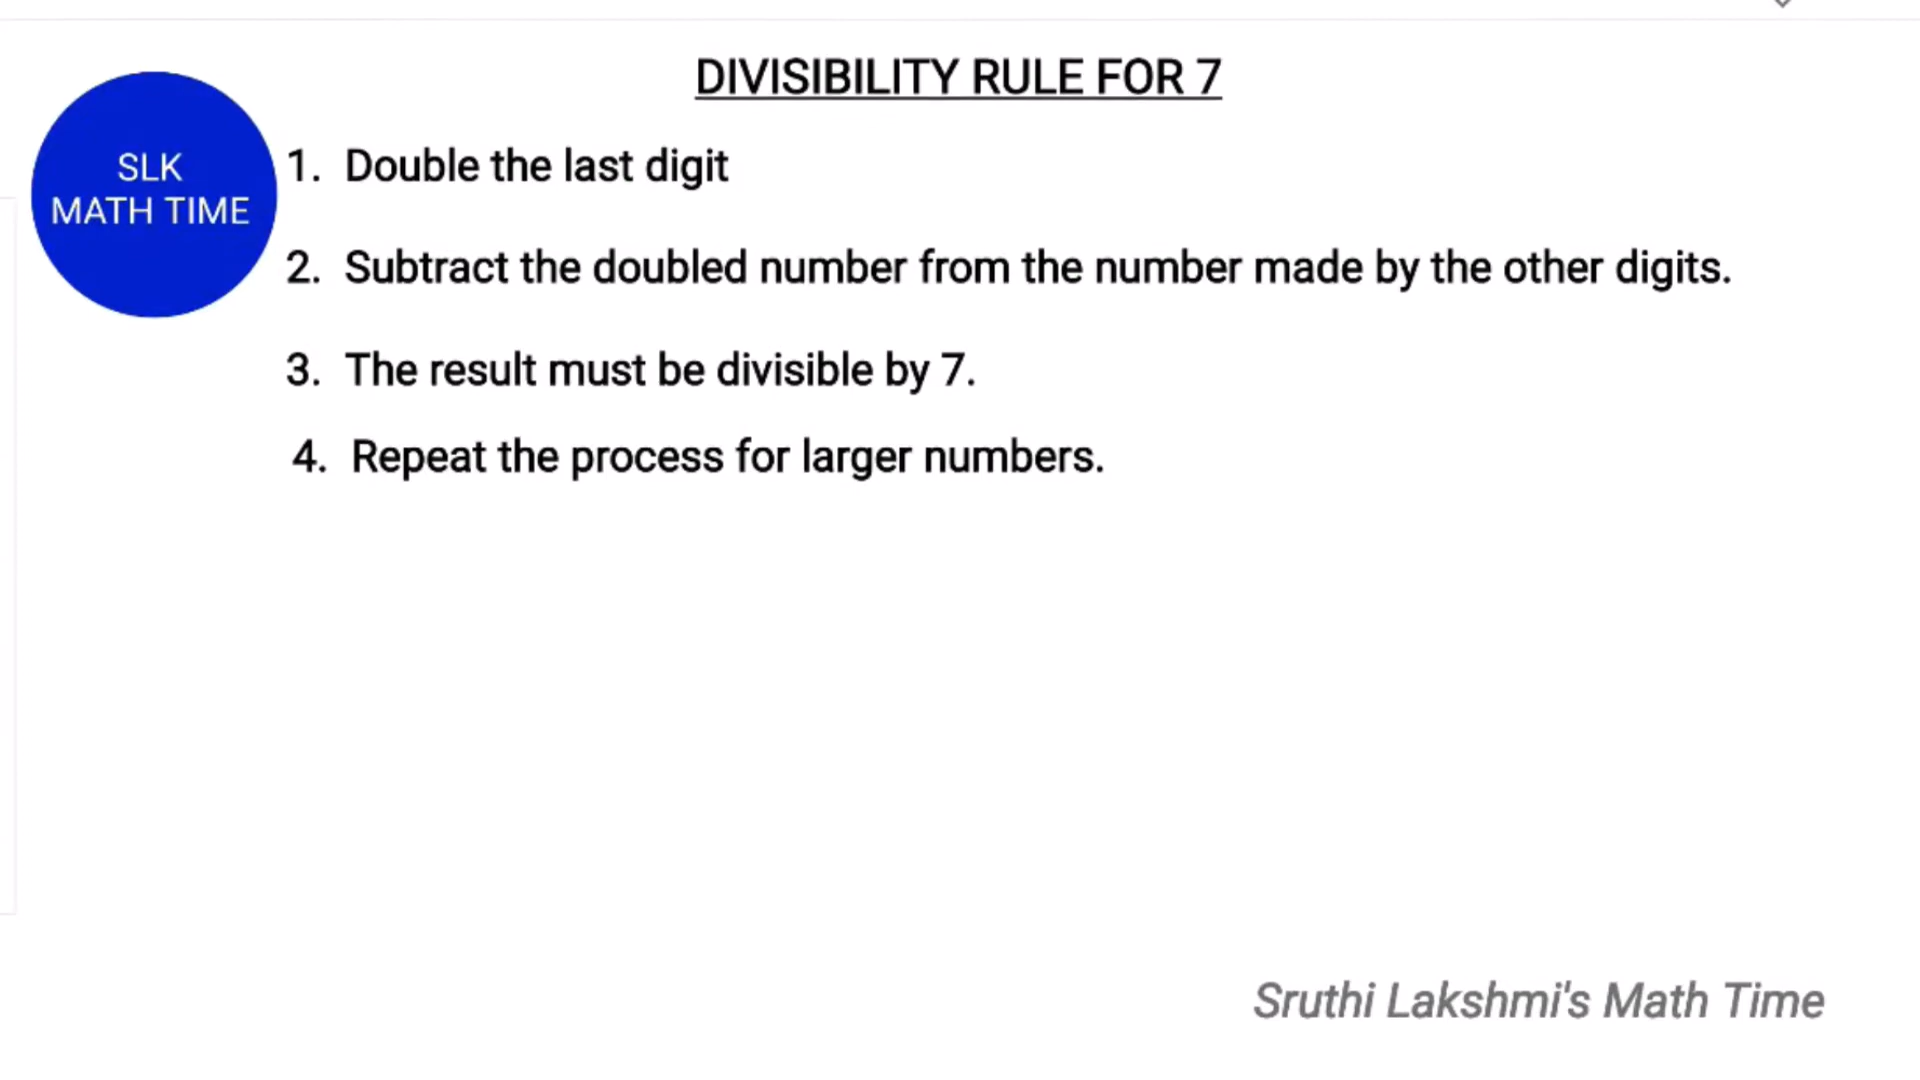 DIVISIBILITY RULE FOR 7
SLK
MATH TIME
1. Double the last digit
2. Subtract the doubled number from the number made by the other digits.
3. The result must be divisible by 7.
4. Repeat the process for larger numbers.
Sruthi Lakshmi's Math Time